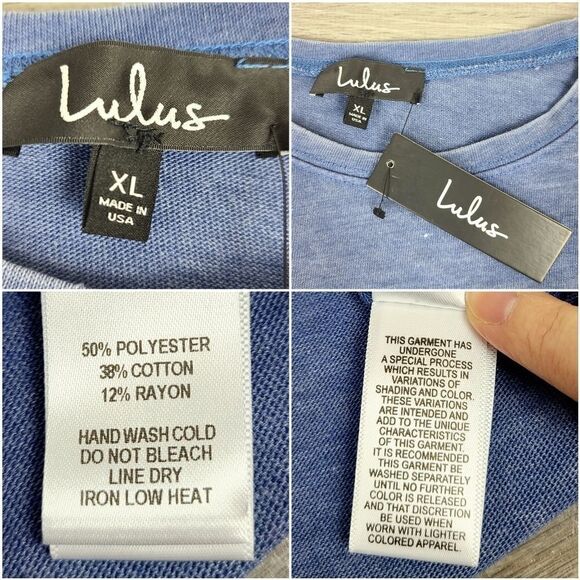 Lulus
XL
MADE IN
USA
Lulus
XL
MADE IN
USA
Lulus
50% POLYESTER
38% COTTON
12% RAYON
HAND WASH COLD
DO NOT BLEACH
LINE DRY
IRON LOW HEAT
THIS GARMENT HAS
UNDERGONE
A SPECIAL PROCESS
WHICH RESULTS IN
VARIATIONS OF
SHADING AND COLOR.
THESE VARIATIONS
ARE INTENDED AND
ADD TO THE UNIQUE
CHARACTERISTICS
OF THIS GARMENT.
IT IS RECOMMENDED
THIS GARMENT BE
WASHED SEPARATELY
UNTIL NO FURTHER
COLOR IS RELEASED
AND THAT DISCRETION
BE USED WHEN
WORN WITH LIGHTER
COLORED APPAREL.